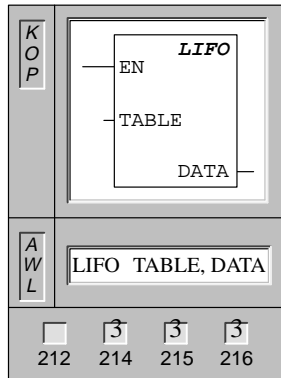 K
O
P
LIFO
EN
TABLE
DATA
A
W
L
LIFO TABLE, DATA
3 3 3
212 214 215 216